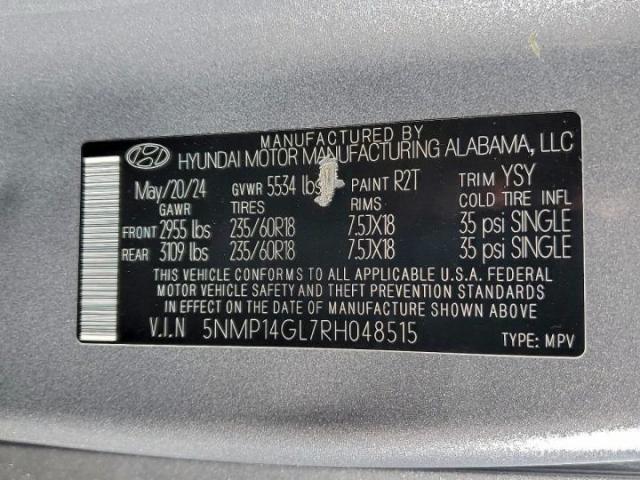 MANUFACTURED BY
HYUNDAI MOTOR MANUFACTURING ALABAMA, LLC
May/20/24 GVWR 5534 lbs PAINT R2T TRIM YSY
GAWR TIRES RIMS COLD TIRE INFL
FRONT 2955 lbs 235/60R18 7.5JX18 35 psi SINGLE
REAR 3109 lbs 235/60R18 7.5JX18 35 psi SINGLE
THIS VEHICLE CONFORMS TO ALL APPLICABLE U.S.A. FEDERAL
MOTOR VEHICLE SAFETY AND THEFT PREVENTION STANDARDS
IN EFFECT ON THE DATE OF MANUFACTURE SHOWN ABOVE.
V.I.N 5NMP14GL7RH048515 TYPE: MPV